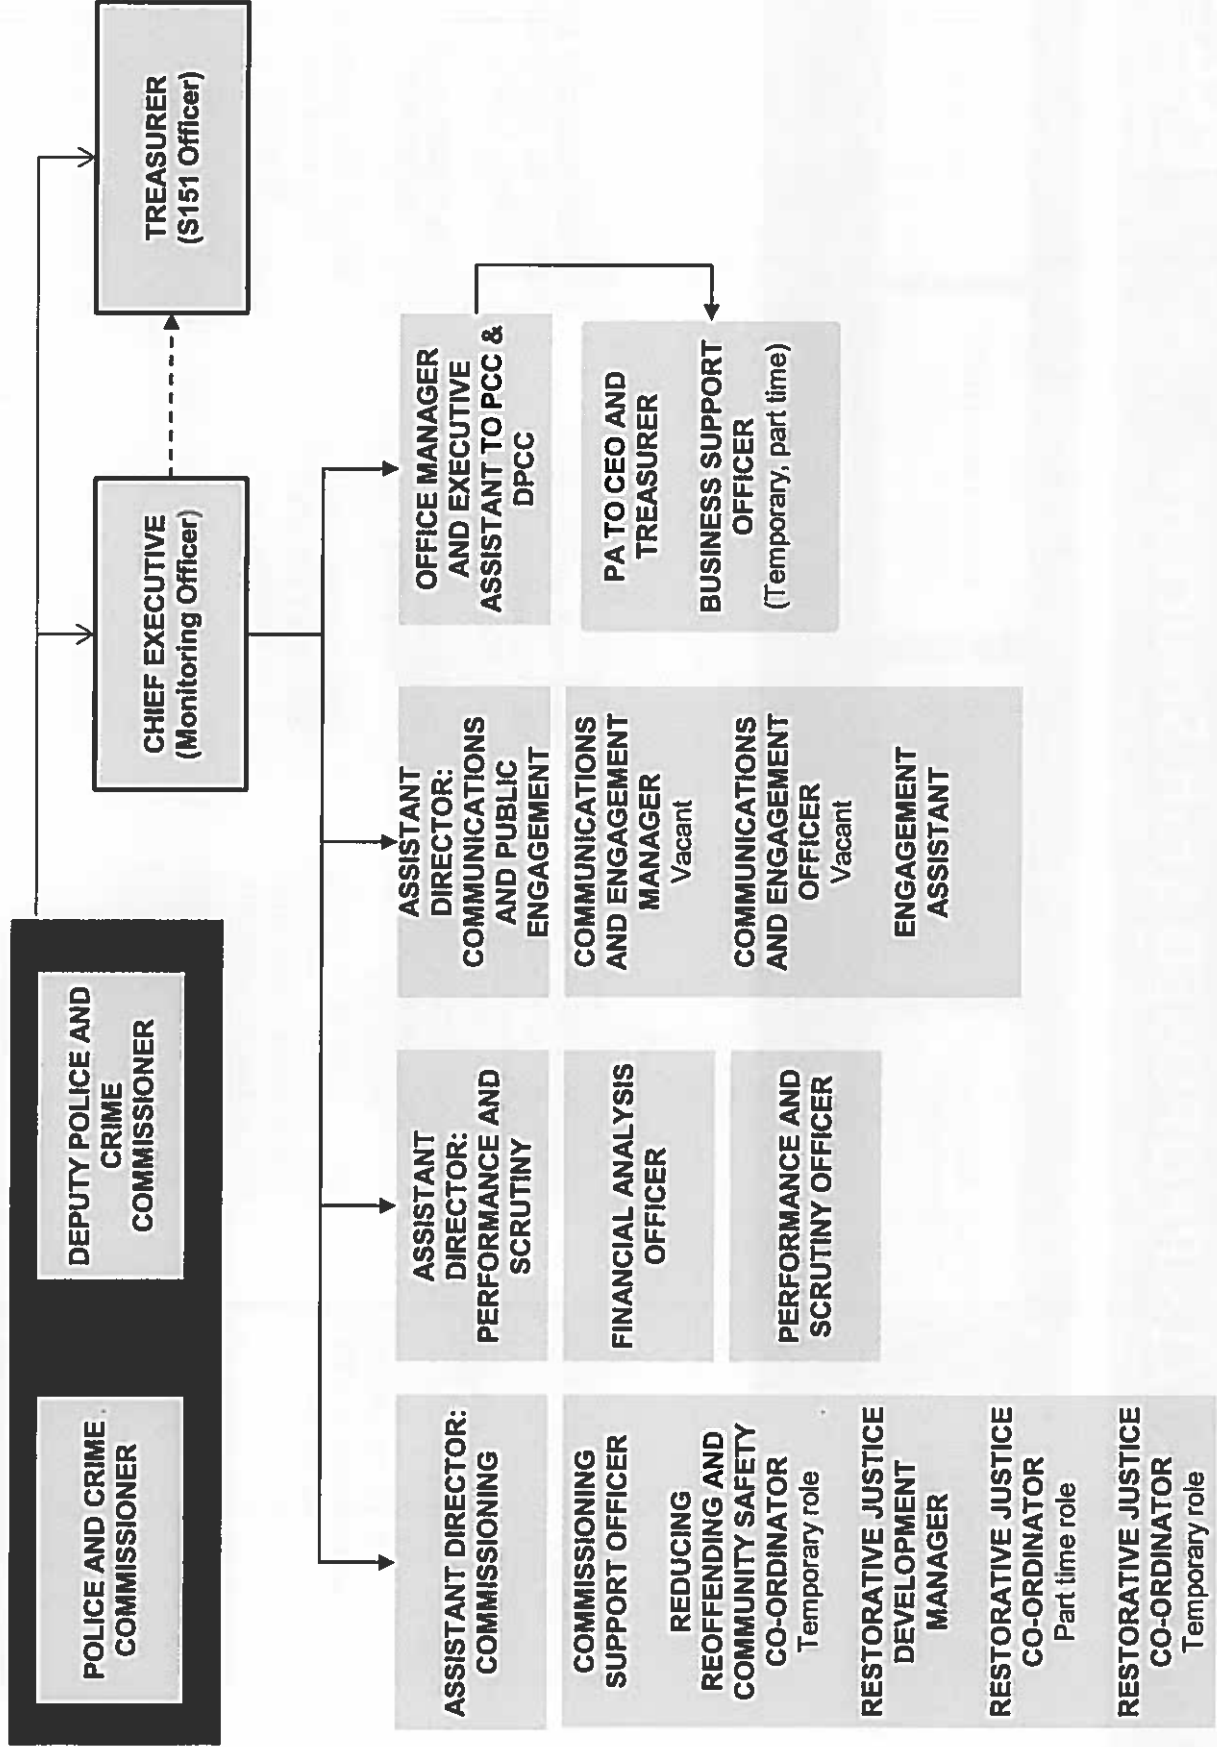 POLICE AND CRIME
COMMISSIONER
DEPUTY POLICE AND
CRIME
COMMISSIONER
CHIEF EXECUTIVE
(Monitoring Officer)
TREASURER
(S151 Officer)
ASSISTANT DIRECTOR:
COMMISSIONING
COMMISSIONING
SUPPORT OFFICER
REDUCING
REOFFENDING AND
COMMUNITY SAFETY
CO-ORDINATOR
Temporary role
RESTORATIVE JUSTICE
DEVELOPMENT
MANAGER
RESTORATIVE JUSTICE
CO-ORDINATOR
Part time role
RESTORATIVE JUSTICE
CO-ORDINATOR
Temporary role
ASSISTANT
DIRECTOR:
PERFORMANCE AND
SCRUTINY
FINANCIAL ANALYSIS
OFFICER
PERFORMANCE AND
SCRUTINY OFFICER
ASSISTANT
DIRECTOR:
COMMUNICATIONS
AND PUBLIC
ENGAGEMENT
COMMUNICATIONS
AND ENGAGEMENT
MANAGER
Vacant
COMMUNICATIONS
AND ENGAGEMENT
OFFICER
Vacant
ENGAGEMENT
ASSISTANT
OFFICE MANAGER
AND EXECUTIVE
ASSISTANT TO PCC &
DPCC
PA TO CEO AND
TREASURER
BUSINESS SUPPORT
OFFICER
(Temporary, part time)